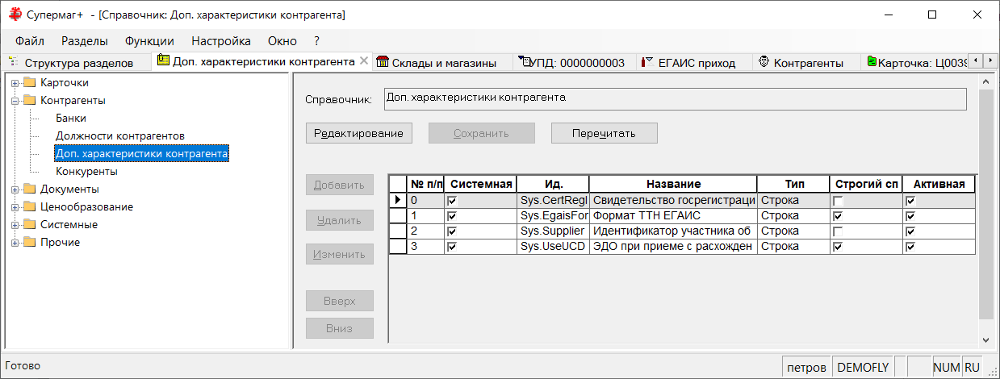 Супермаг+ - [Справочник: Доп. характеристики контрагента]
Файл Разделы Функции Настройка Окно ?
Структура разделов Доп. характеристики контрагента Склады и магазины УПД: 0000000003 ЕГАИС приход Контрагенты Карточка: Ц0039
Карточки
Контрагенты
Банки
Должности контрагентов
Доп. характеристики контрагента
Конкуренты
Документы
Ценообразование
Системные
Прочие
Справочник: Доп. характеристики контрагента
Редактирование Сохранить Перечитать
Добавить
Удалить
Изменить
Вверх
Вниз
№ п/п Системная Ид. Название Тип Строгий сп Активная
0 Sys.CertRegl Свидетельство госрегистраци Строка
1 Sys.EgaisFor Формат ТТН ЕГАИС Строка
2 Sys.Supplier Идентификатор участника об Строка
3 Sys.UseUCD ЭДО при приеме с расхожден Строка
Готово петров DEMOFLY NUM RU